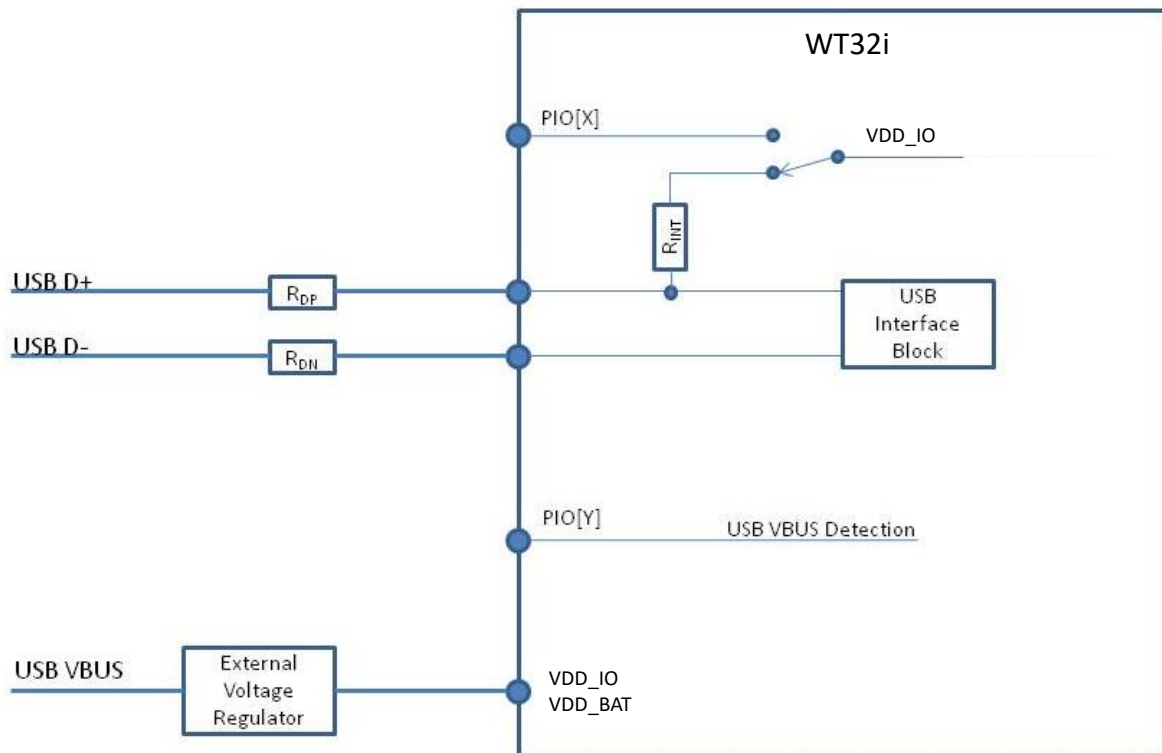 WT32i
PIO[X]
VDD_IO
RINT
USB D+
RDP
USB D-
RDN
USB
Interface
Block
PIO[Y]
USB VBUS Detection
USB VBUS
External
Voltage
Regulator
VDD_IO
VDD_BAT